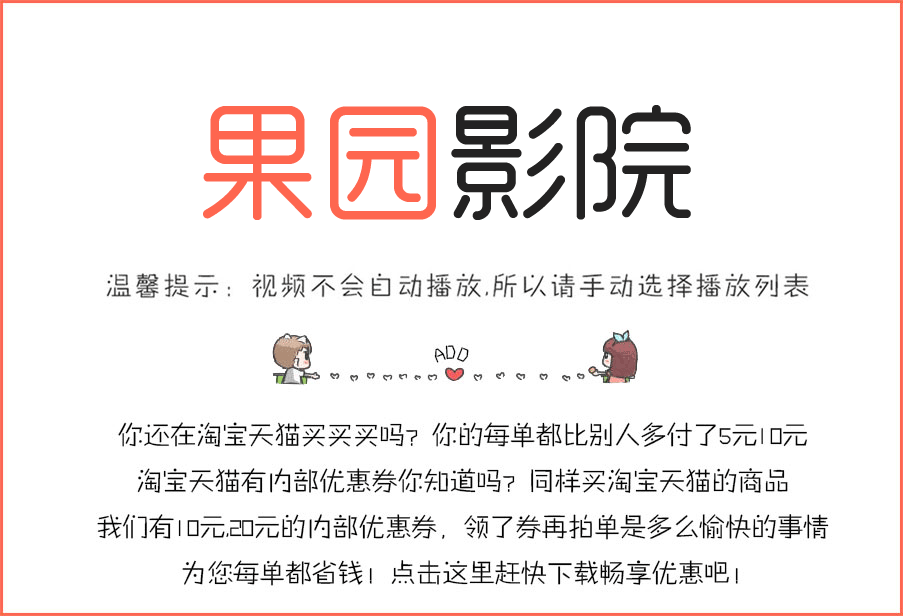 果园影院
温馨提示：视频不会自动播放,所以请手动选择播放列表
ADD
你还在淘宝天猫买买买吗？你的每单都比别人多付了5元10元
淘宝天猫有内部优惠券你知道吗？同样买淘宝天猫的商品
我们有10元,20元的内部优惠券，领了券再拍单是多么愉快的事情
为您每单都省钱！点击这里赶快下载畅享优惠吧！